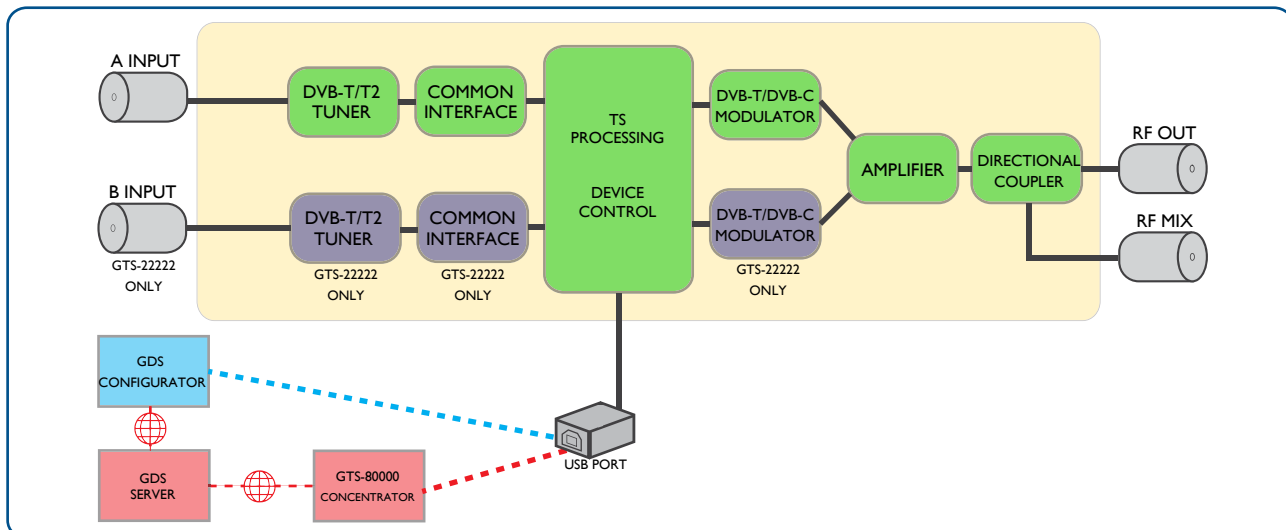 A INPUT
DVB-T/T2
TUNER
COMMON
INTERFACE
TS
PROCESSING
DEVICE
CONTROL
DVB-T/DVB-C
MODULATOR
AMPLIFIER
DIRECTIONAL
COUPLER
RF OUT
RF MIX
B INPUT
GTS-22222
ONLY
DVB-T/T2
TUNER
GTS-22222
ONLY
COMMON
INTERFACE
GTS-22222
ONLY
DVB-T/DVB-C
MODULATOR
GTS-22222
ONLY
GDS
CONFIGURATOR
GDS
SERVER
GTS-80000
CONCENTRATOR
USB PORT